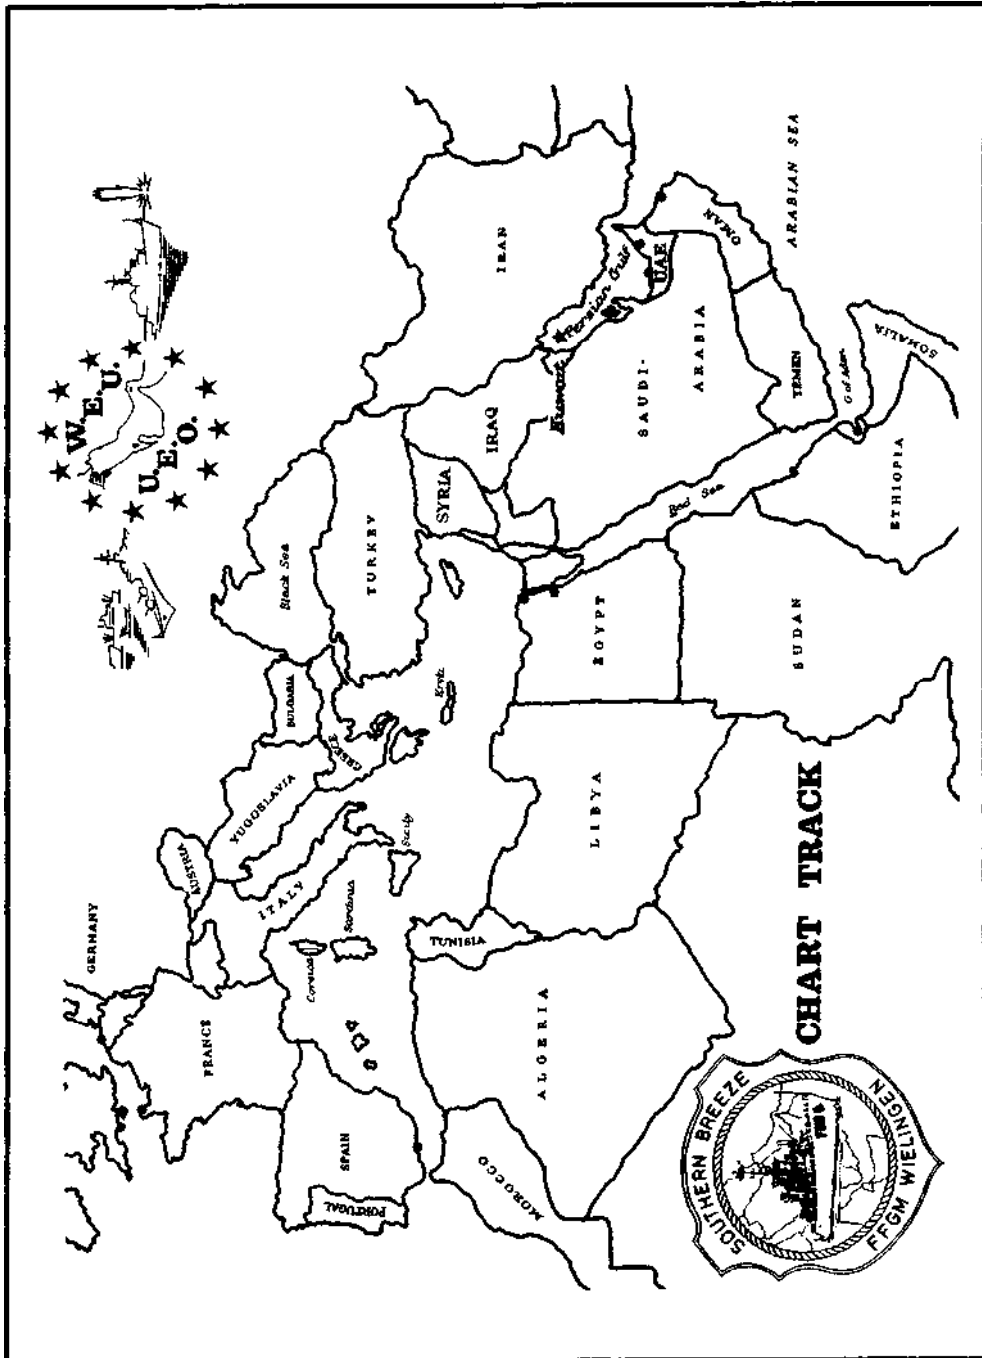 W.E.U.
U.E.O.
GERMANY
FRANCE
AUSTRIA
YUGOSLAVIA
BULGARIA
Black Sea
ITALY
GREECE
TURKEY
Corsica
Sardinia
Sicily
Kreta
SPAIN
PORTUGAL
SYRIA
IRAQ
IRAN
Kuwait
Persian Gulf
UAE
OMAN
ARABIAN SEA
SAUDI-
ARABIA
YEMEN
G of Aden
SOMALIA
Red Sea
ETHIOPIA
MOROCCO
ALGERIA
TUNISIA
LIBYA
EGYPT
SUDAN
CHART TRACK
SOUTHERN BREEZE
FFGM WIELINGEN